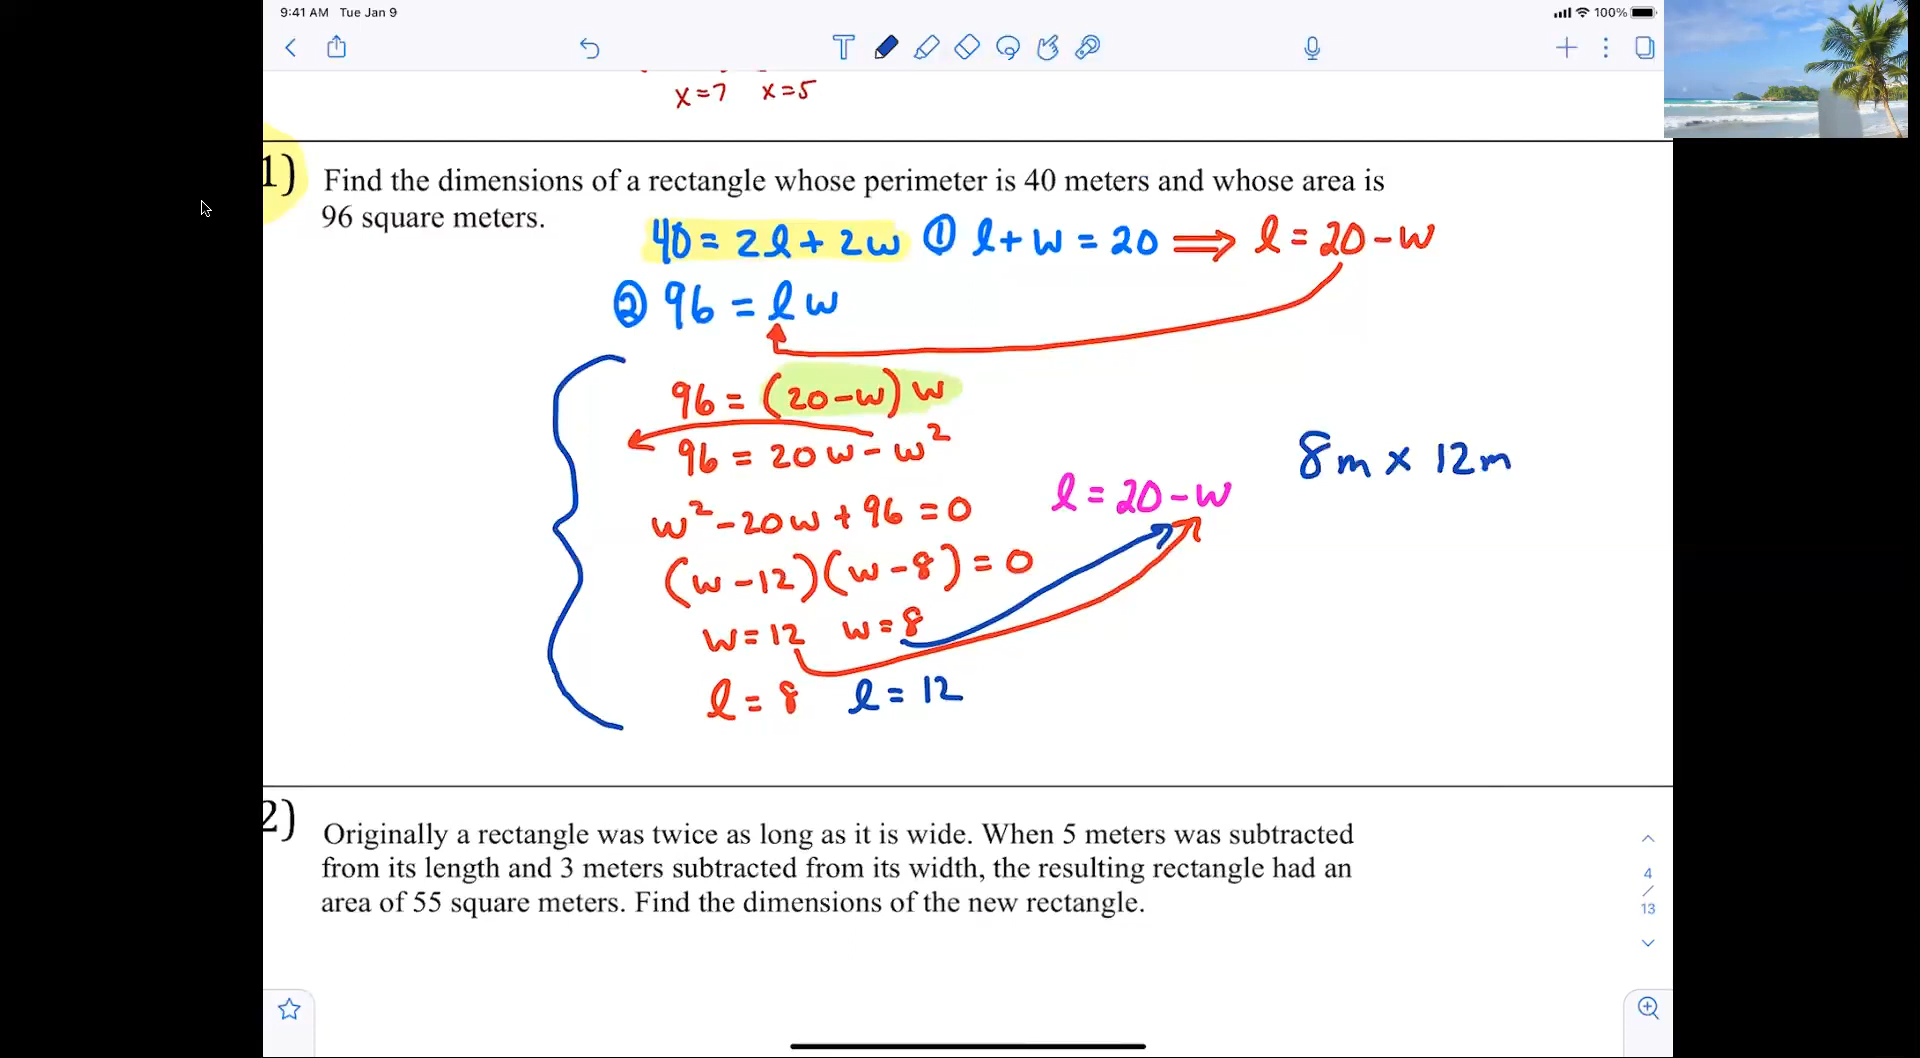 9:41 AM Tue Jan 9
100%
x=7 x=5
1) Find the dimensions of a rectangle whose perimeter is 40 meters and whose area is
96 square meters.
40 = 2l + 2w ① l+w = 20 ⟹ l = 20-w
② 96 = lw
96 = (20-w)w
96 = 20w - w²
8m x 12m
l = 20-w
w² - 20w + 96 = 0
(w-12)(w-8) = 0
w=12 w=8
l = 8 l = 12
2) Originally a rectangle was twice as long as it is wide. When 5 meters was subtracted
from its length and 3 meters subtracted from its width, the resulting rectangle had an
area of 55 square meters. Find the dimensions of the new rectangle.
4
/
13